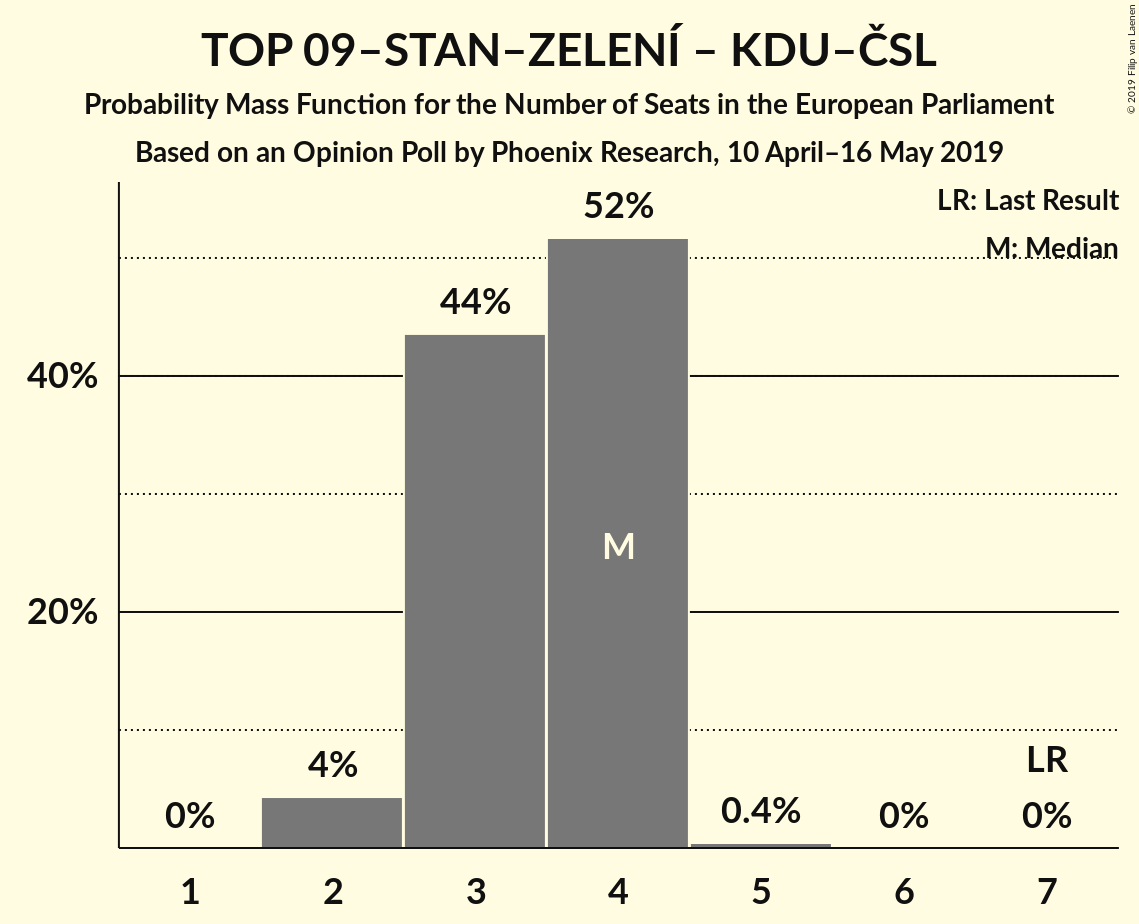 TOP 09–STAN–ZELENÍ – KDU–ČSL
Probability Mass Function for the Number of Seats in the European Parliament
Based on an Opinion Poll by Phoenix Research, 10 April–16 May 2019
© 2019 Filip van Laenen
LR: Last Result
M: Median
52%
44%
40%
M
20%
4%
LR
0%
0.4%
0%
0%
1 2 3 4 5 6 7